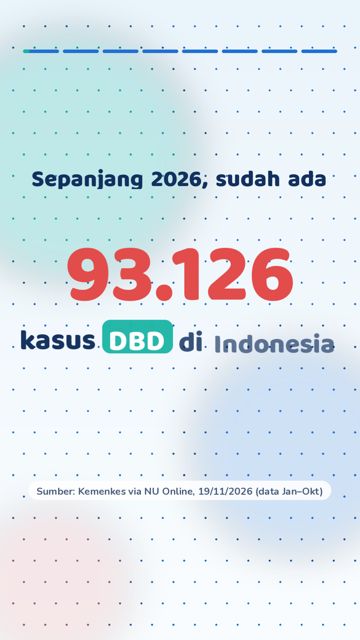 Sepanjang 2026, sudah ada
93.126
kasus DBD di Indonesia
Sumber: Kemenkes via NU Online, 19/11/2026 (data Jan–Okt)